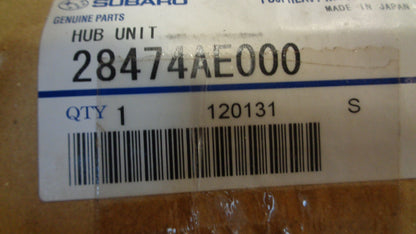 SUBARU
GENUINE PARTS
MADE IN JAPAN
HUB UNIT
28474AE000
QTY 1 120131 S